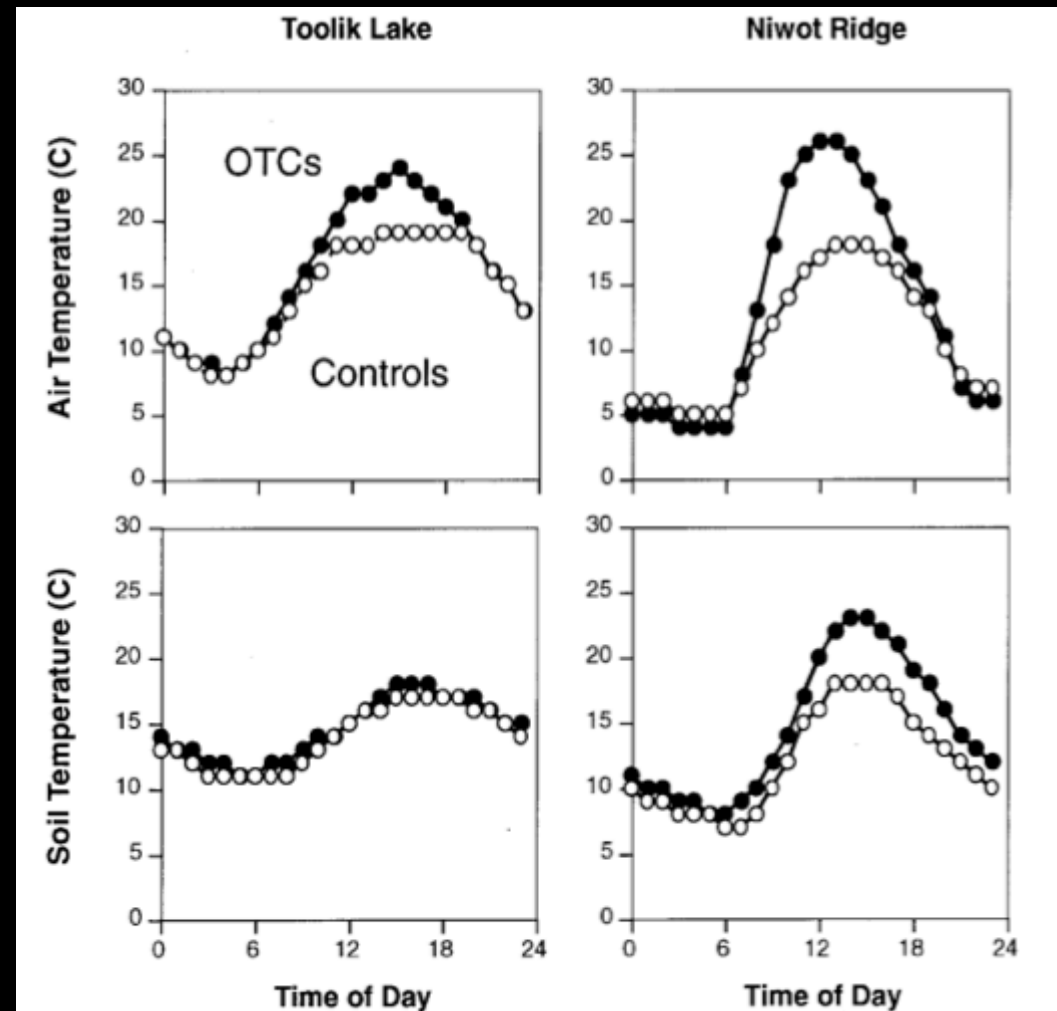 Toolik Lake
Niwot Ridge
Air Temperature (C)
30
25
20
15
10
5
0
OTCs
Controls
30
25
20
15
10
5
0
Soil Temperature (C)
30
25
20
15
10
5
0
0 6 12 18 24
Time of Day
30
25
20
15
10
5
0
0 6 12 18 24
Time of Day